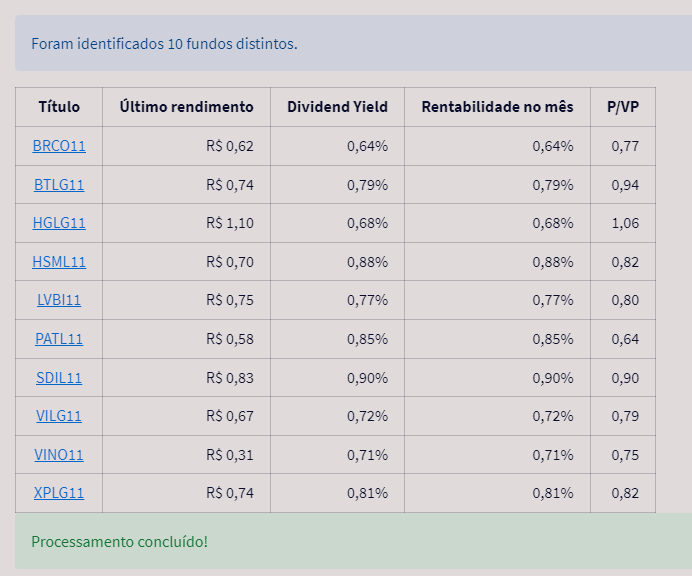 Foram identificados 10 fundos distintos.
Título Último rendimento Dividend Yield Rentabilidade no mês P/VP
BRCO11 R$ 0,62 0,64% 0,64% 0,77
BTLG11 R$ 0,74 0,79% 0,79% 0,94
HGLG11 R$ 1,10 0,68% 0,68% 1,06
HSML11 R$ 0,70 0,88% 0,88% 0,82
LVBI11 R$ 0,75 0,77% 0,77% 0,80
PATL11 R$ 0,58 0,85% 0,85% 0,64
SDIL11 R$ 0,83 0,90% 0,90% 0,90
VILG11 R$ 0,67 0,72% 0,72% 0,79
VINO11 R$ 0,31 0,71% 0,71% 0,75
XPLG11 R$ 0,74 0,81% 0,81% 0,82
Processamento concluído!